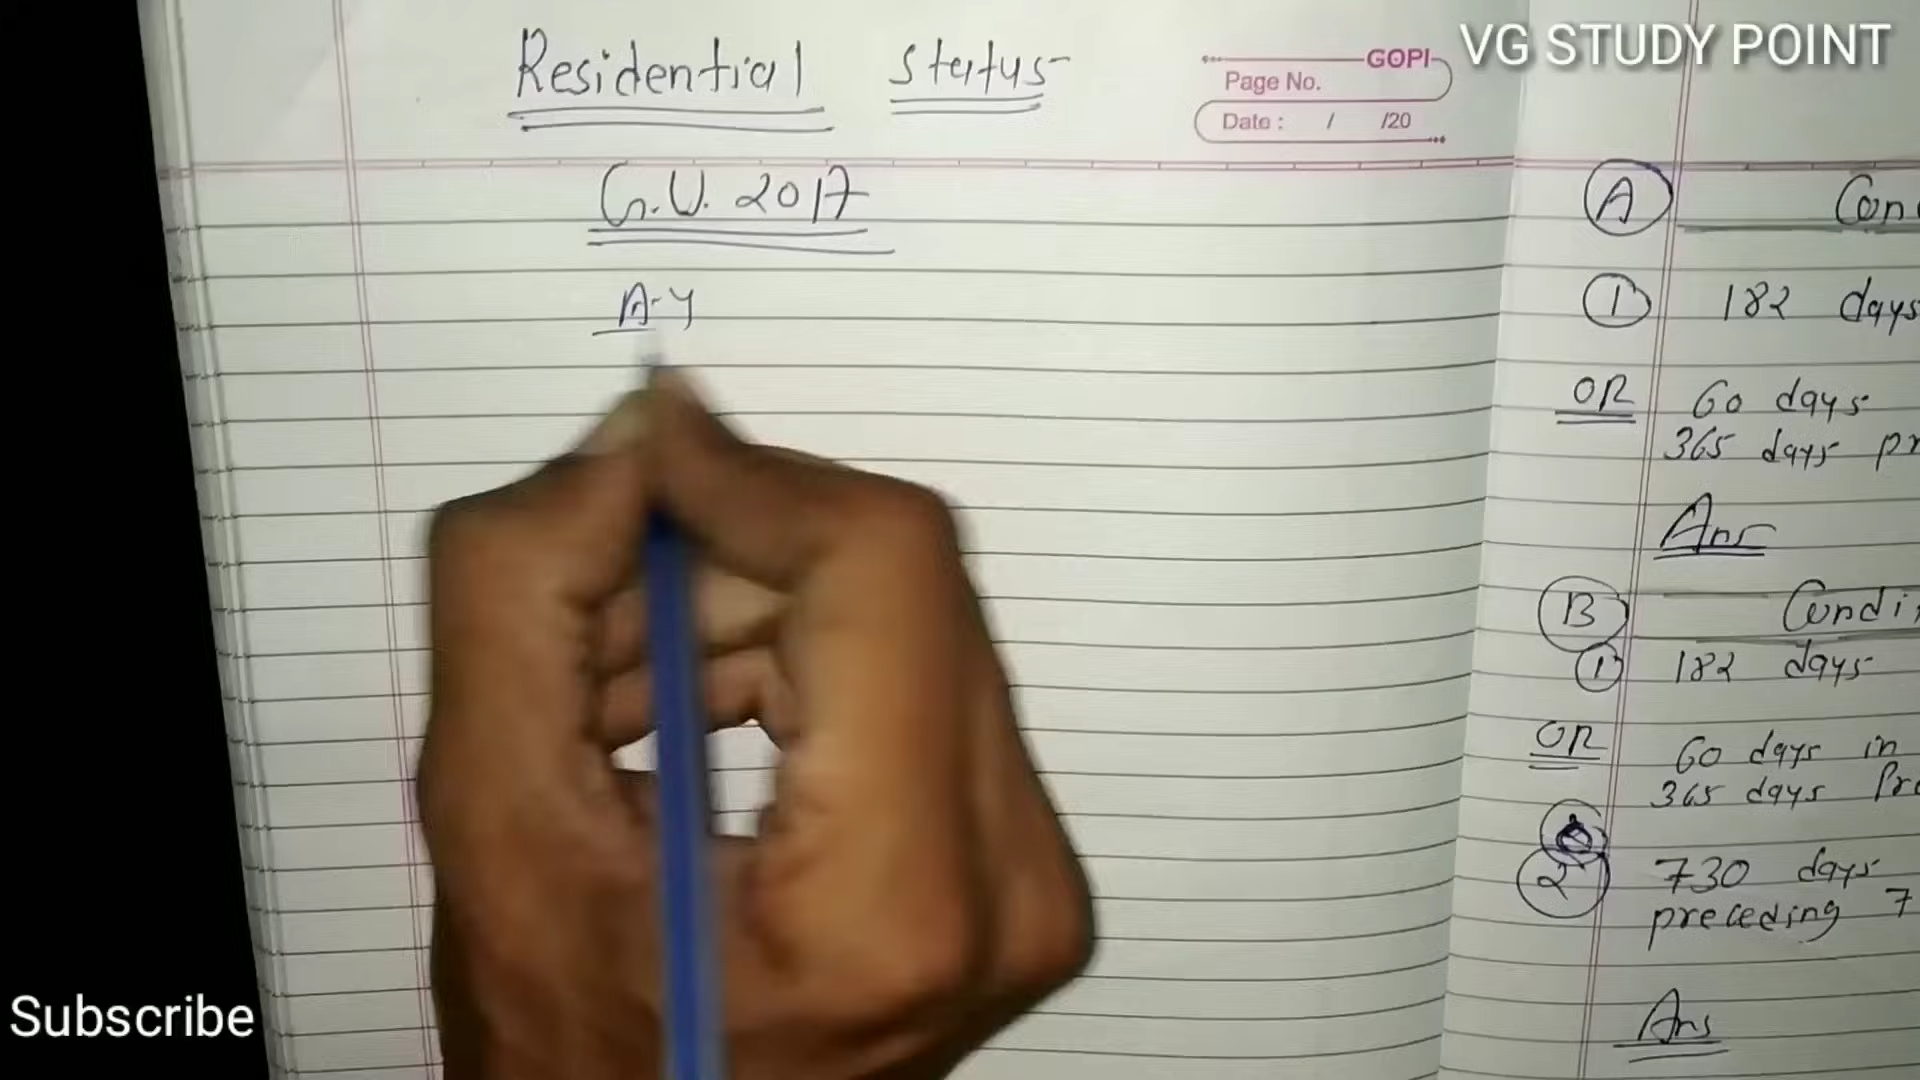 Residential Status
GOPI
Page No.
Date : / /20
VG STUDY POINT
G.U. 2017
A-Y
A Con
1 182 days
OR 60 days
365 days pr
Ans
B Condi
1 182 days
OR 60 days in
365 days Pre
2 730 days
preceding 7
Ans
Subscribe